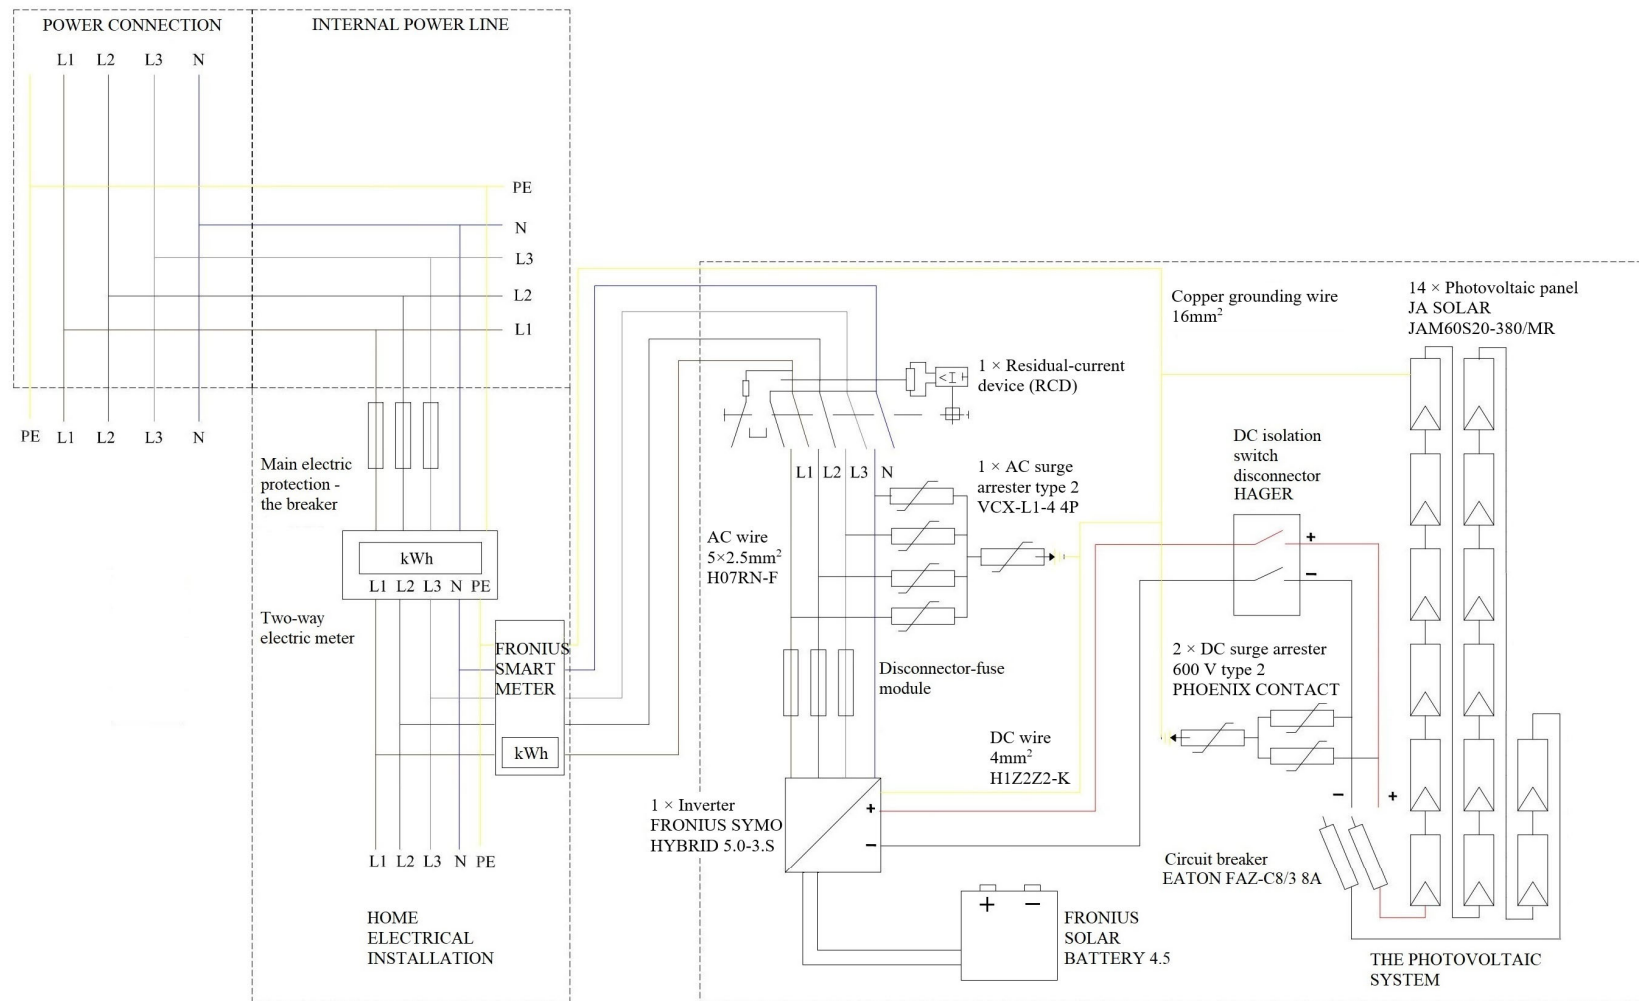 POWER CONNECTION
INTERNAL POWER LINE
L1 L2 L3 N
PE
N
L3
L2
L1
PE L1 L2 L3 N
Main electric
protection -
the breaker
kWh
L1 L2 L3 N PE
Two-way
electric meter
FRONIUS
SMART
METER
kWh
L1 L2 L3 N PE
HOME
ELECTRICAL
INSTALLATION
Copper grounding wire
16mm²
14 × Photovoltaic panel
JA SOLAR
JAM60S20-380/MR
1 × Residual-current
device (RCD)
<I
L1 L2 L3 N
1 × AC surge
arrester type 2
VCX-L1-4 4P
AC wire
5×2.5mm²
H07RN-F
DC isolation
switch
disconnector
HAGER
+
−
Disconnector-fuse
module
2 × DC surge arrester
600 V type 2
PHOENIX CONTACT
DC wire
4mm²
H1Z2Z2-K
− +
1 × Inverter
FRONIUS SYMO
HYBRID 5.0-3.S
+
−
Circuit breaker
EATON FAZ-C8/3 8A
+ −
FRONIUS
SOLAR
BATTERY 4.5
THE PHOTOVOLTAIC
SYSTEM